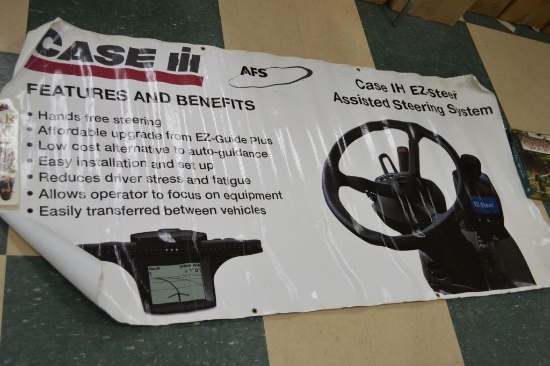 CASE IH
AFS
Case IH EZ-Steer
Assisted Steering System
FEATURES AND BENEFITS
• Hands free steering
• Affordable upgrade from EZ-Guide Plus
• Low cost alternative to auto-guidance
• Easy installation and set up
• Reduces driver stress and fatigue
• Allows operator to focus on equipment
• Easily transferred between vehicles
EZ-Steer